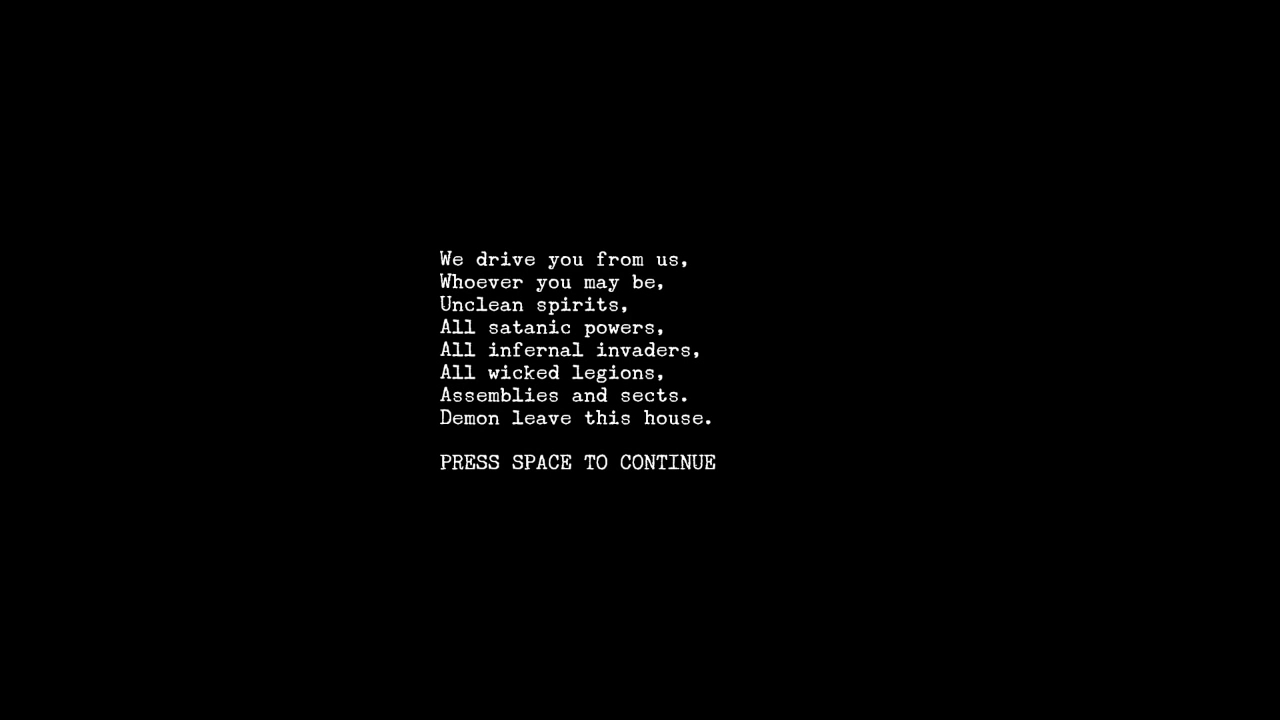 We drive you from us,
Whoever you may be,
Unclean spirits,
All satanic powers,
All infernal invaders,
All wicked legions,
Assemblies and sects.
Demon leave this house.
PRESS SPACE TO CONTINUE